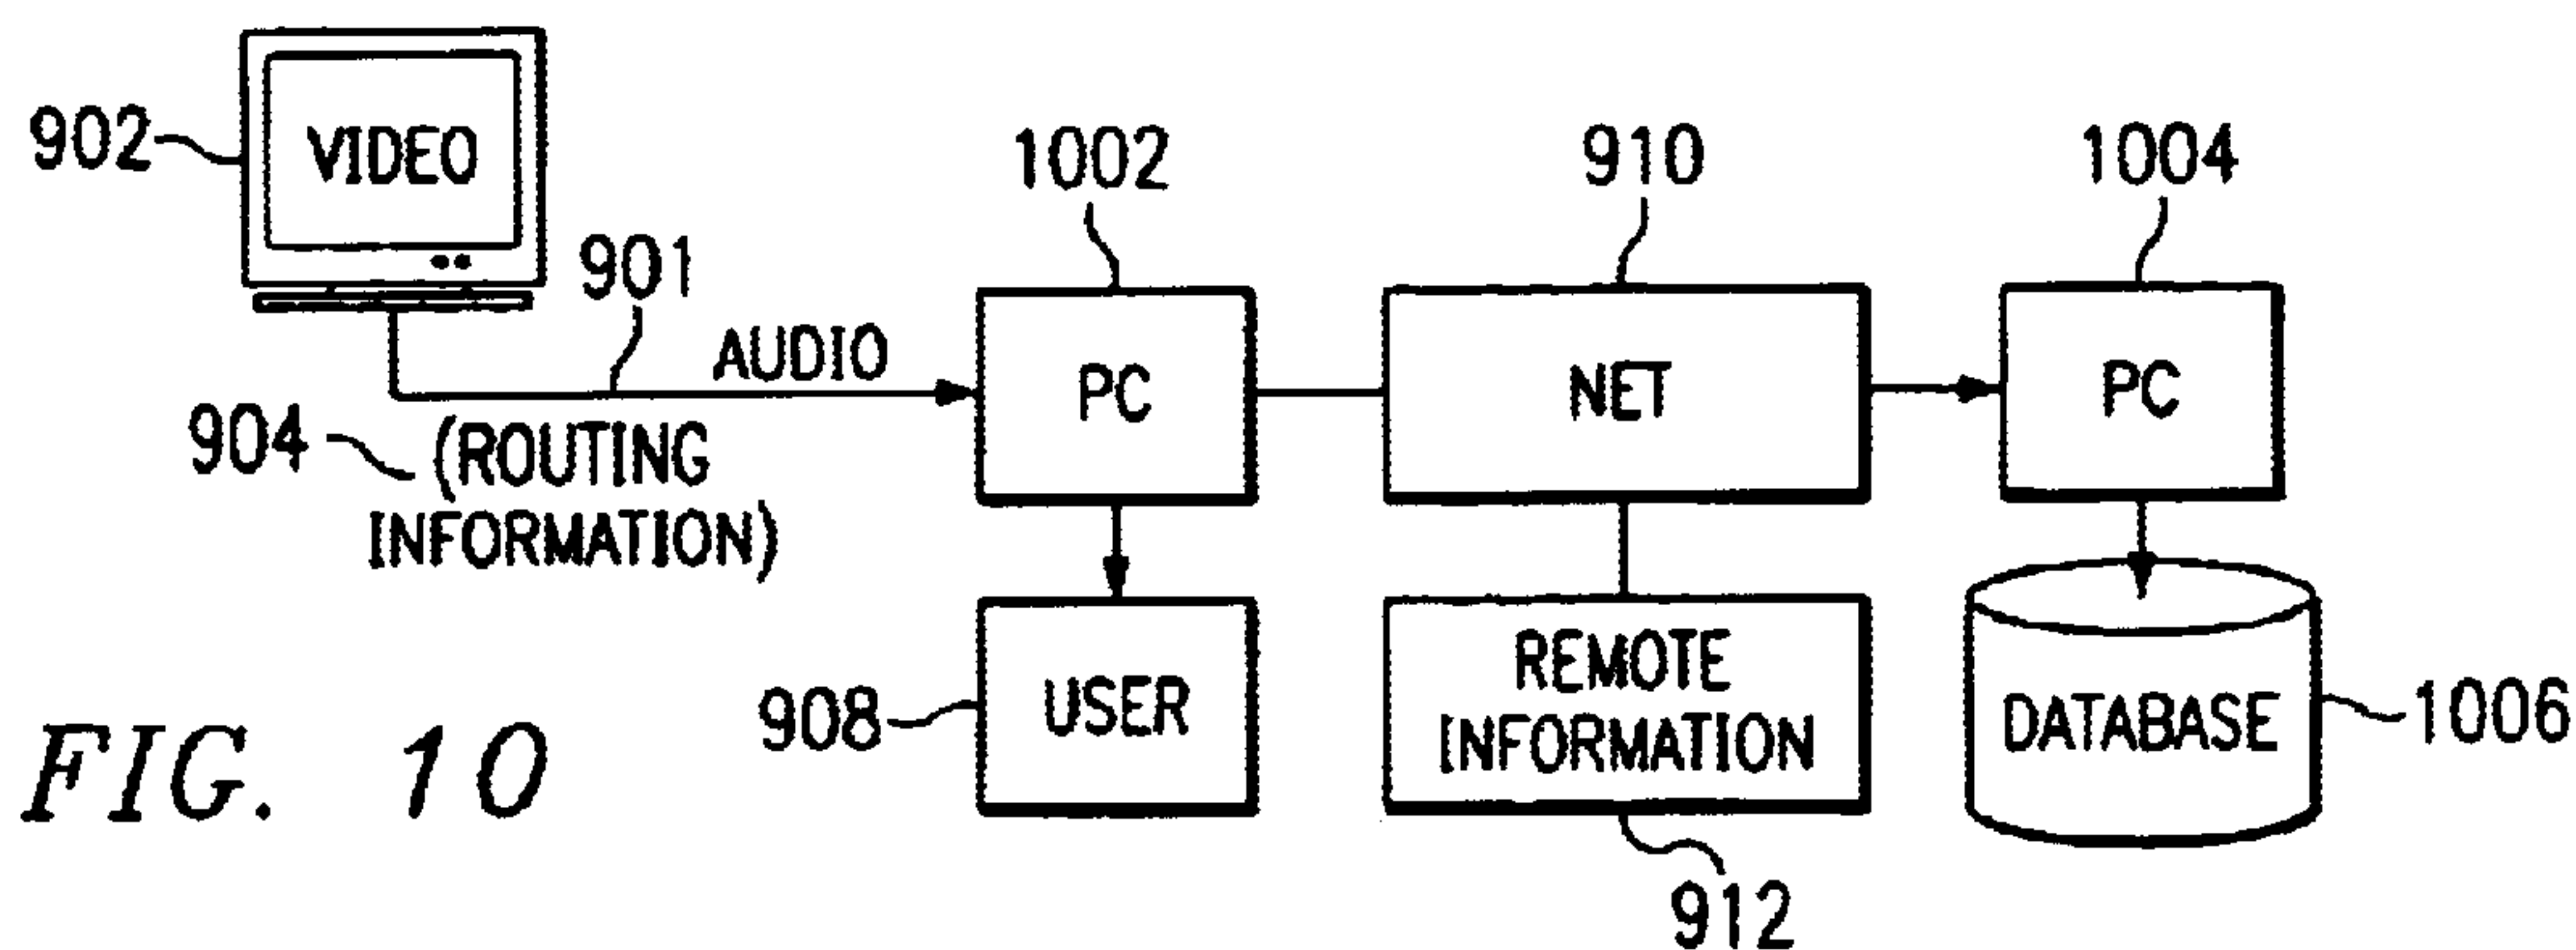 902
VIDEO
901
AUDIO
904
(ROUTING
INFORMATION)
1002
PC
910
NET
1004
PC
908
USER
REMOTE
INFORMATION
912
DATABASE
1006
FIG. 10